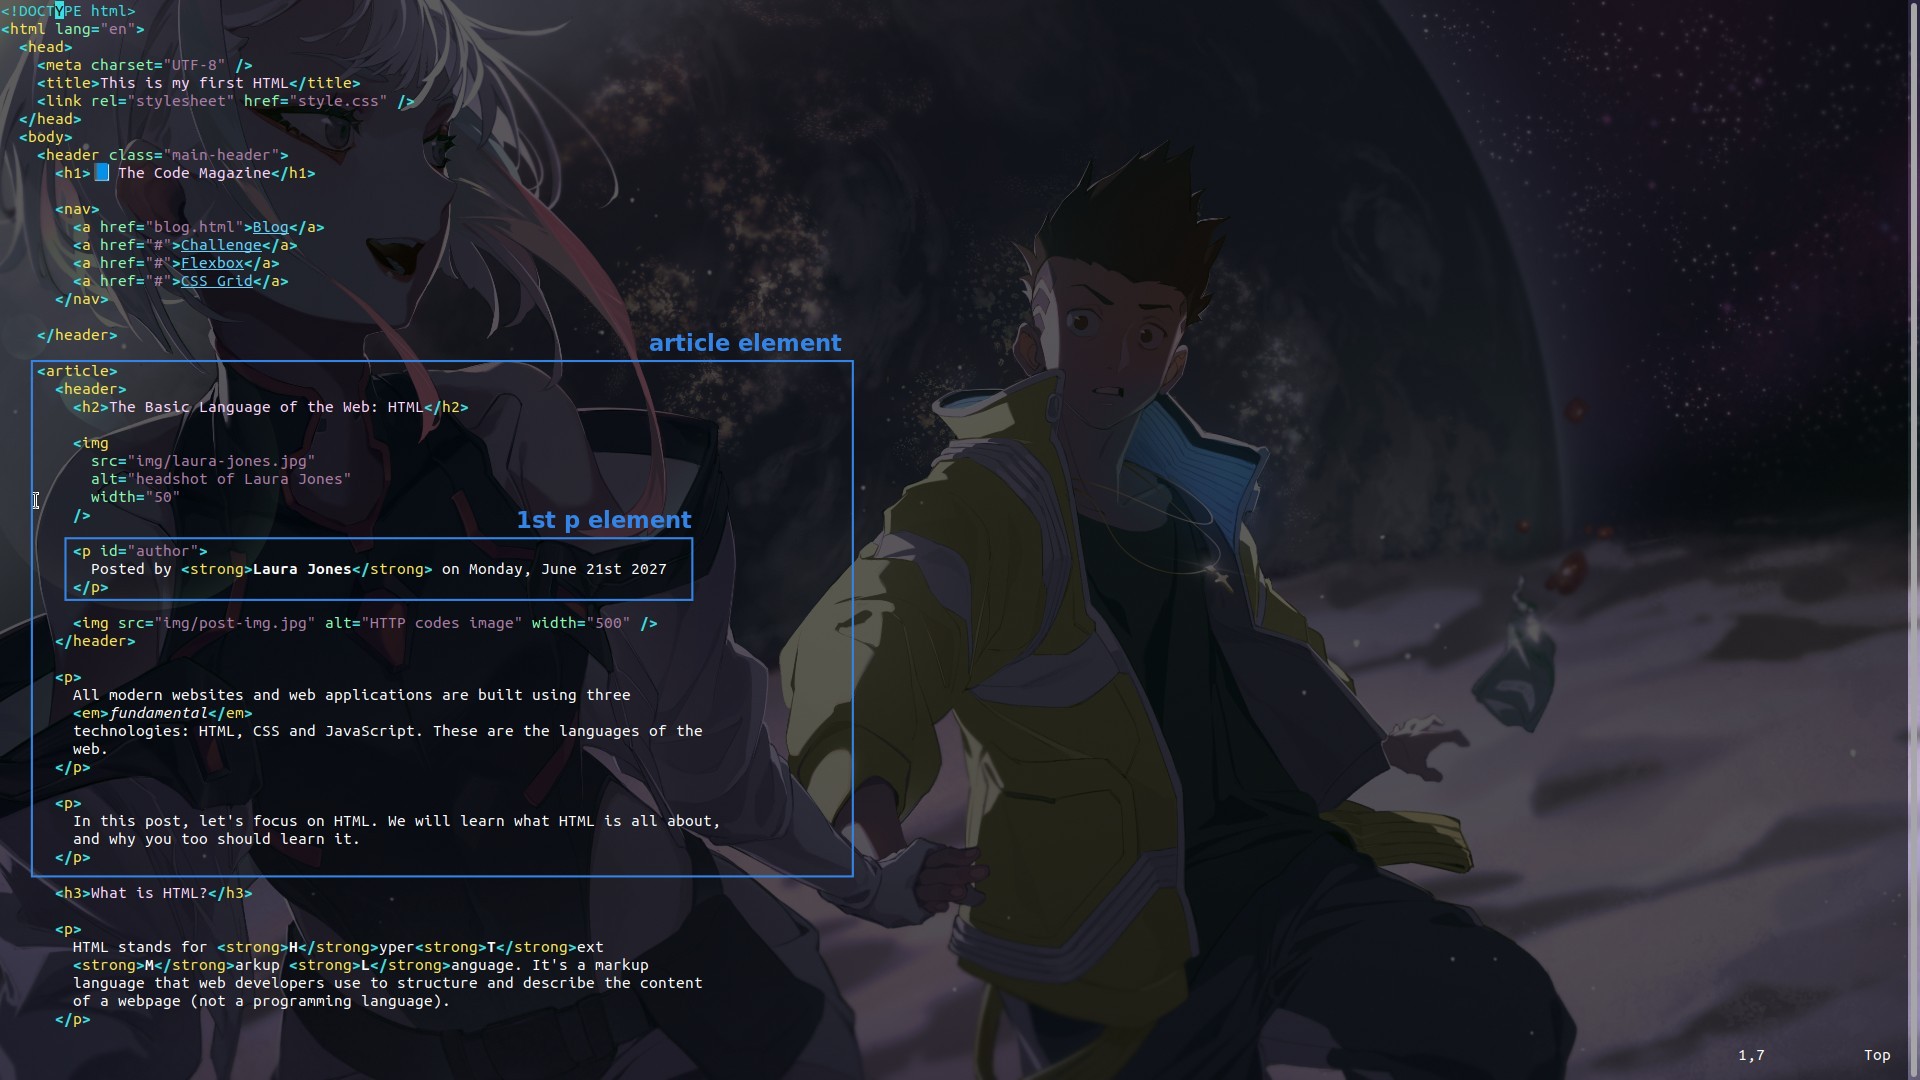 <!DOCTYPE html>
<html lang="en">
<head>
<meta charset="UTF-8" />
<title>This is my first HTML</title>
<link rel="stylesheet" href="style.css" />
</head>
<body>
<header class="main-header">
<h1>📘 The Code Magazine</h1>
<nav>
<a href="blog.html">Blog</a>
<a href="#">Challenge</a>
<a href="#">Flexbox</a>
<a href="#">CSS Grid</a>
</nav>
</header>
article element
<article>
<header>
<h2>The Basic Language of the Web: HTML</h2>
<img
src="img/laura-jones.jpg"
alt="headshot of Laura Jones"
width="50"
/>
1st p element
<p id="author">
Posted by <strong>Laura Jones</strong> on Monday, June 21st 2027
</p>
<img src="img/post-img.jpg" alt="HTTP codes image" width="500" />
</header>
<p>
All modern websites and web applications are built using three
<em>fundamental</em>
technologies: HTML, CSS and JavaScript. These are the languages of the
web.
</p>
<p>
In this post, let's focus on HTML. We will learn what HTML is all about,
and why you too should learn it.
</p>
<h3>What is HTML?</h3>
<p>
HTML stands for <strong>H</strong>yper<strong>T</strong>ext
<strong>M</strong>arkup <strong>L</strong>anguage. It's a markup
language that web developers use to structure and describe the content
of a webpage (not a programming language).
</p>
1,7 Top